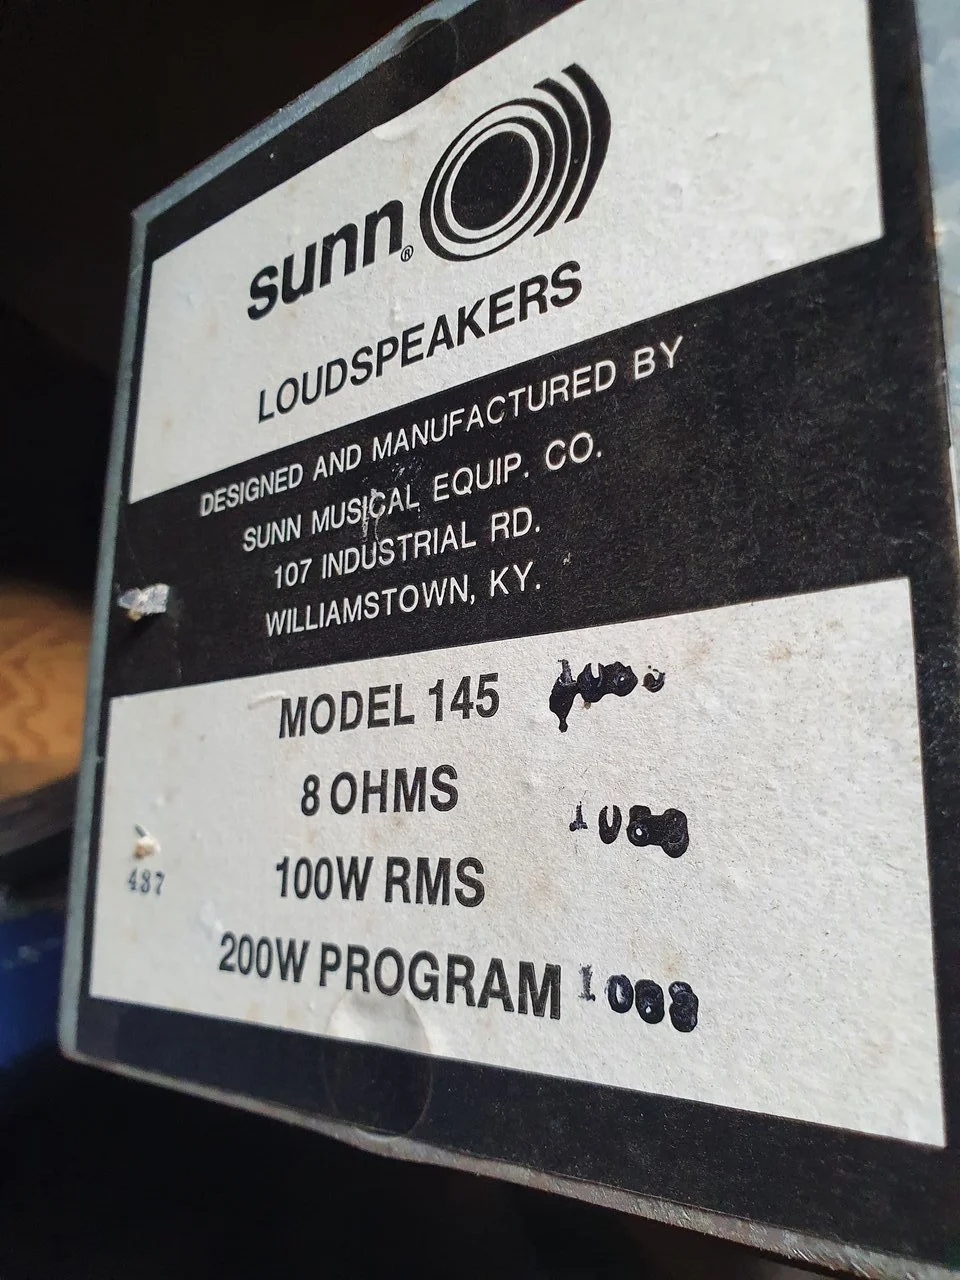 sunn®
LOUDSPEAKERS
DESIGNED AND MANUFACTURED BY
SUNN MUSICAL EQUIP. CO.
107 INDUSTRIAL RD.
WILLIAMSTOWN, KY.
MODEL 145
8 OHMS
100W RMS
487
200W PROGRAM